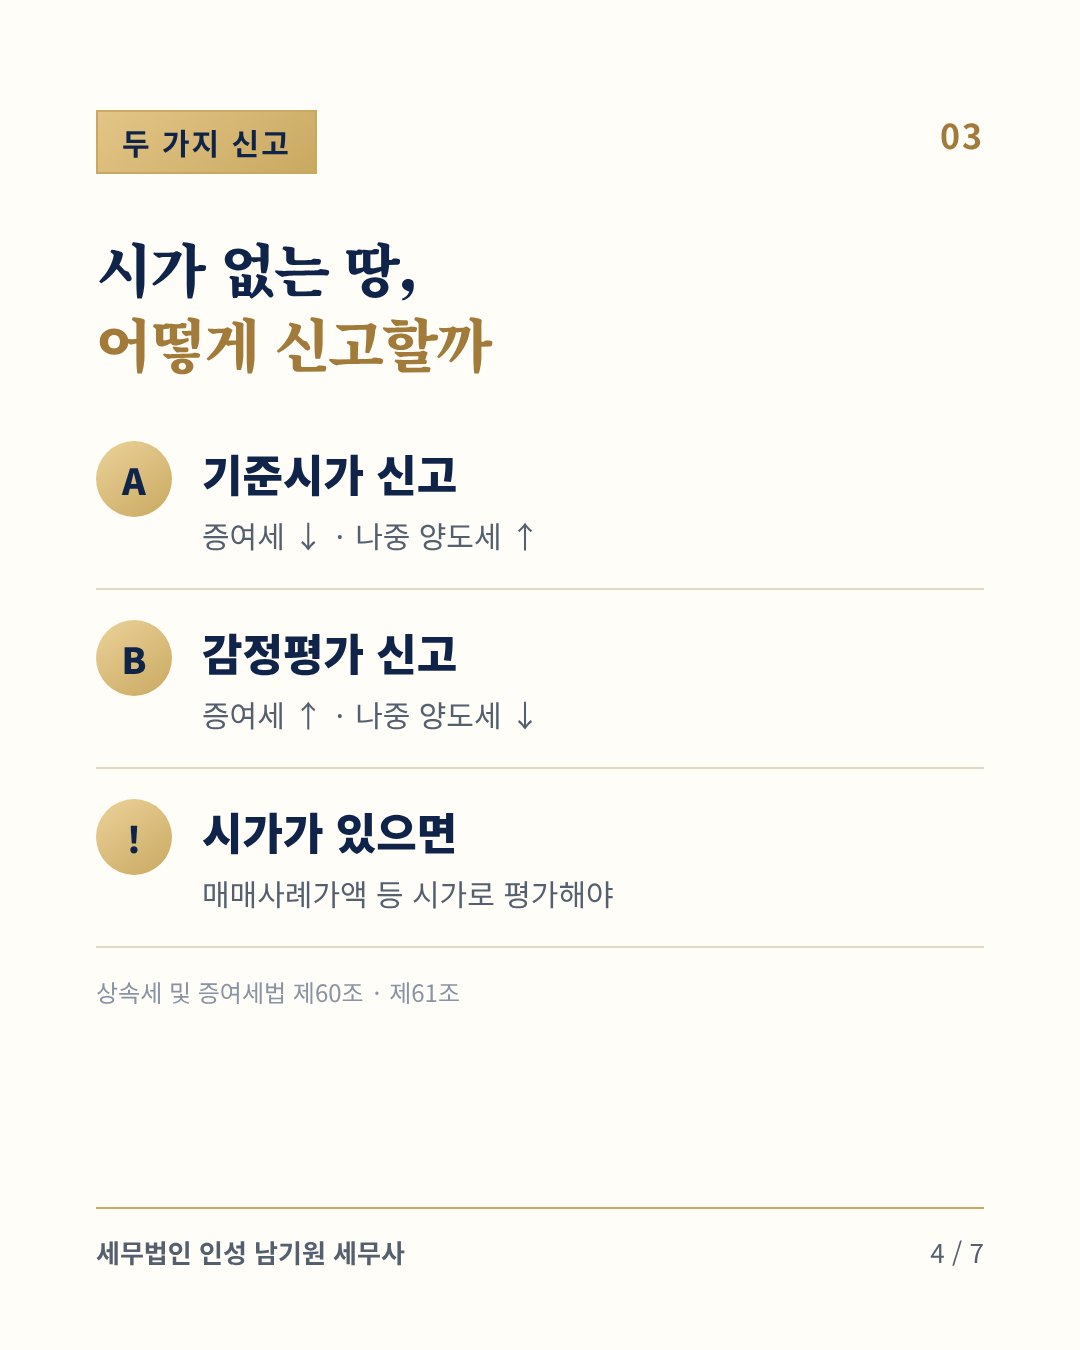 두 가지 신고
03
시가 없는 땅,
어떻게 신고할까
A
기준시가 신고
증여세 ↓ · 나중 양도세 ↑
B
감정평가 신고
증여세 ↑ · 나중 양도세 ↓
!
시가가 있으면
매매사례가액 등 시가로 평가해야
상속세 및 증여세법 제60조 · 제61조
세무법인 인성 남기원 세무사
4 / 7